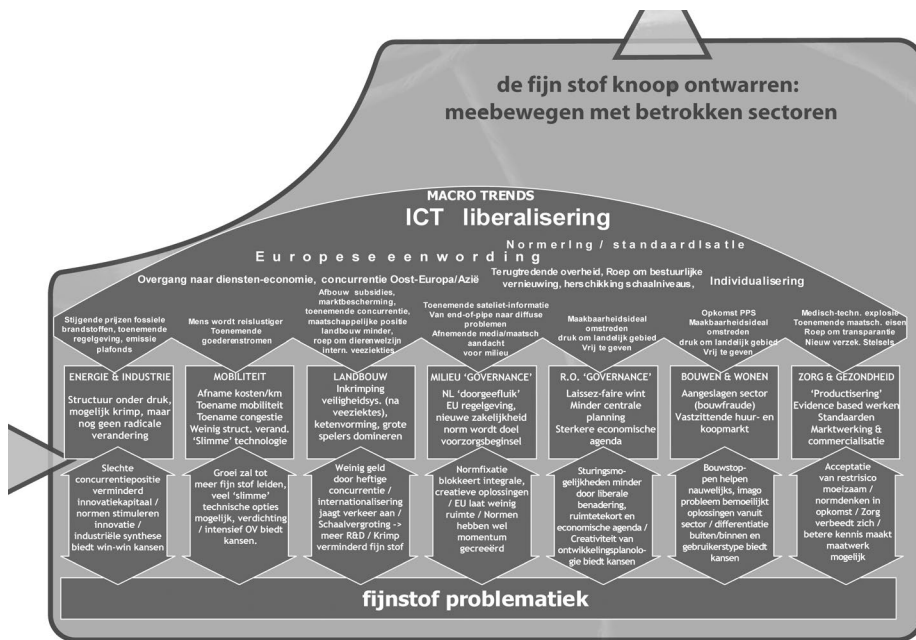 de fijn stof knoop ontwarren:
meebewegen met betrokken sectoren
MACRO TRENDS
ICT liberalisering
Normering / standaardisatie
Europese eenwording
Overgang naar diensten-economie, concurrentie Oost-Europa/Azië
Terugtredende overheid, Roep om bestuurlijke
vernieuwing, herschikking schaalniveaus,
Individualisering
Stijgende prijzen fossiele
brandstoffen, toenemende
regelgeving, emissie
plafonds
Mens wordt reislustiger
Toenemende
goederenstromen
Afbouw subsidies,
marktbescherming,
toenemende concurrentie,
maatschappelijke positie
landbouw minder,
roep om dierenwelzijn
intern. veeziektes
Toenemende sateliet-informatie
Van end-of-pipe naar diffuse
problemen
Afnemende media/maatsch
aandacht
voor milieu
Maakbaarheidsideal
omstreden
druk om landelijk gebied
Vrij te geven
Opkomst PPS
Maakbaarheidsideal
omstreden
druk om landelijk gebied
Vrij te geven
Medisch-techn. explosie
Toenemende maatsch. eisen
Roep om transparantie
Nieuw verzek. Stelsels
ENERGIE & INDUSTRIE
Structuur onder druk,
mogelijk krimp, maar
nog geen radicale
verandering
MOBILITEIT
Afname kosten/km
Toename mobiliteit
Toename congestie
Weinig struct. verand.
'Slimme' technologie
LANDBOUW
Inkrimping
veiligheidsys. (na
veeziektes),
ketenvorming, grote
spelers domineren
MILIEU 'GOVERNANCE'
NL 'doorgeefluik'
EU regelgeving,
nieuwe zakelijkheid
norm wordt doel
voorzorgsbeginsel
R.O. 'GOVERNANCE'
Laissez-faire wint
Minder centrale
planning
Sterkere economische
agenda
BOUWEN & WONEN
Aangeslagen sector
(bouwfraude)
Vastzittende huur- en
koopmarkt
ZORG & GEZONDHEID
'Productisering'
Evidence based werken
Standaarden
Marktwerking &
commercialisatie
Slechte
concurrentiepositie
verminderd
innovatiekapitaal /
normen stimuleren
innovatie /
industriële synthese
biedt win-win kansen
Groei zal tot
meer fijn stof leiden,
veel 'slimme'
technische opties
mogelijk, verdichting
/ intensief OV biedt
kansen.
Weinig geld
door heftige
concurrentie /
internationalisering
jaagt verkeer aan /
Schaalvergroting ->
meer R&D / Krimp
verminderd fijn stof
Normfixatie
blokkeert integrale,
creatieve oplossingen
/ EU laat weinig
ruimte / Normen
hebben wel
momentum
gecreeërd
Sturingsmo-
gelijkheden minder
door liberale
benadering,
ruimtetekort en
economische agenda /
Creativiteit van
ontwikkelingsplanolo-
gie biedt kansen
Bouwstop-
pen helpen
nauwelijks, imago
probleem bemoeilijkt
oplossingen vanuit
sector / differentiatie
buiten/binnen en
gebruikerstype biedt
kansen
Acceptatie
van restrisico
moeizaam /
normdenken in
opkomst / Zorg
verbeedt zich /
betere kennis maakt
maatwerk
mogelijk
fijnstof problematiek